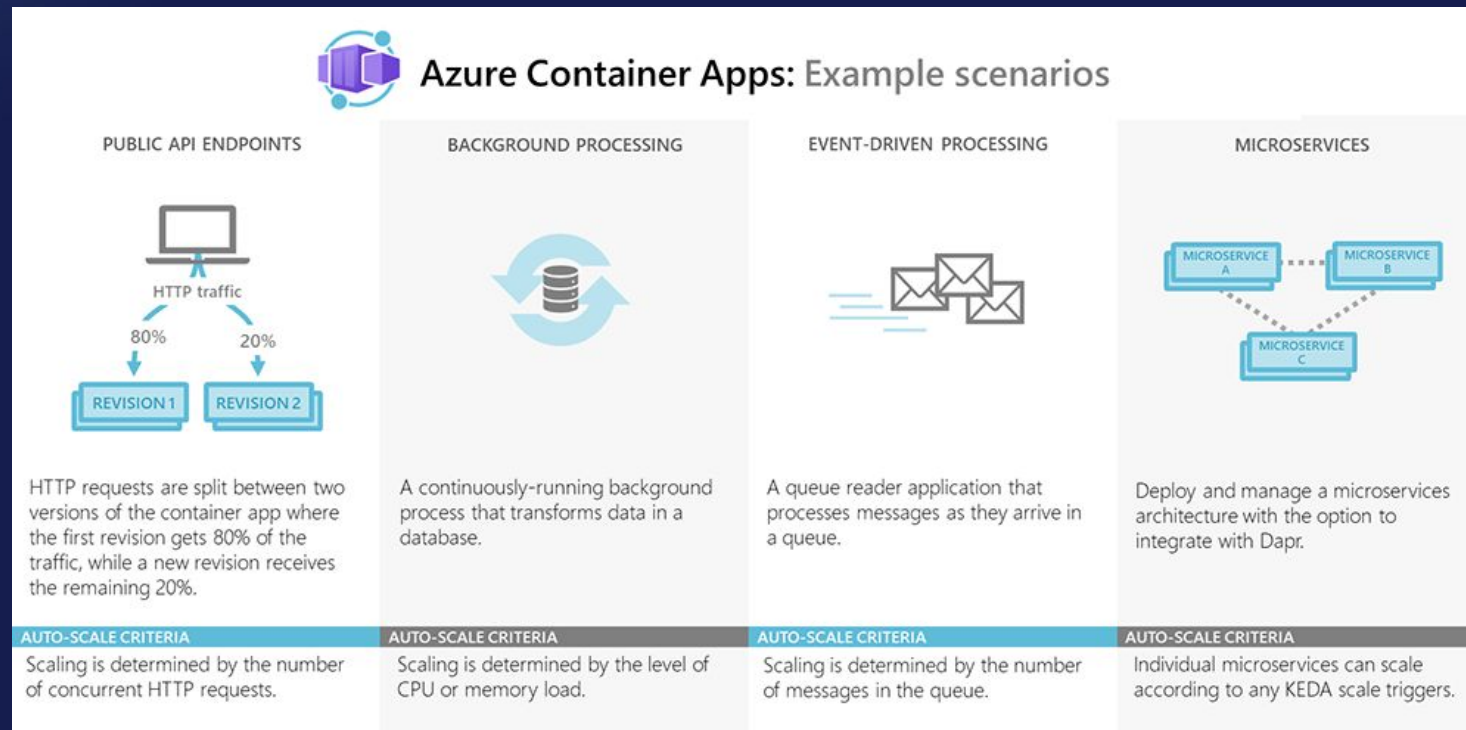 Azure Container Apps: Example scenarios
PUBLIC API ENDPOINTS
HTTP traffic
80%
20%
REVISION 1
REVISION 2
HTTP requests are split between two
versions of the container app where
the first revision gets 80% of the
traffic, while a new revision receives
the remaining 20%.
AUTO-SCALE CRITERIA
Scaling is determined by the number
of concurrent HTTP requests.
BACKGROUND PROCESSING
A continuously-running background
process that transforms data in a
database.
AUTO-SCALE CRITERIA
Scaling is determined by the level of
CPU or memory load.
EVENT-DRIVEN PROCESSING
A queue reader application that
processes messages as they arrive in
a queue.
AUTO-SCALE CRITERIA
Scaling is determined by the number
of messages in the queue.
MICROSERVICES
MICROSERVICE
A
MICROSERVICE
B
MICROSERVICE
C
Deploy and manage a microservices
architecture with the option to
integrate with Dapr.
AUTO-SCALE CRITERIA
Individual microservices can scale
according to any KEDA scale triggers.